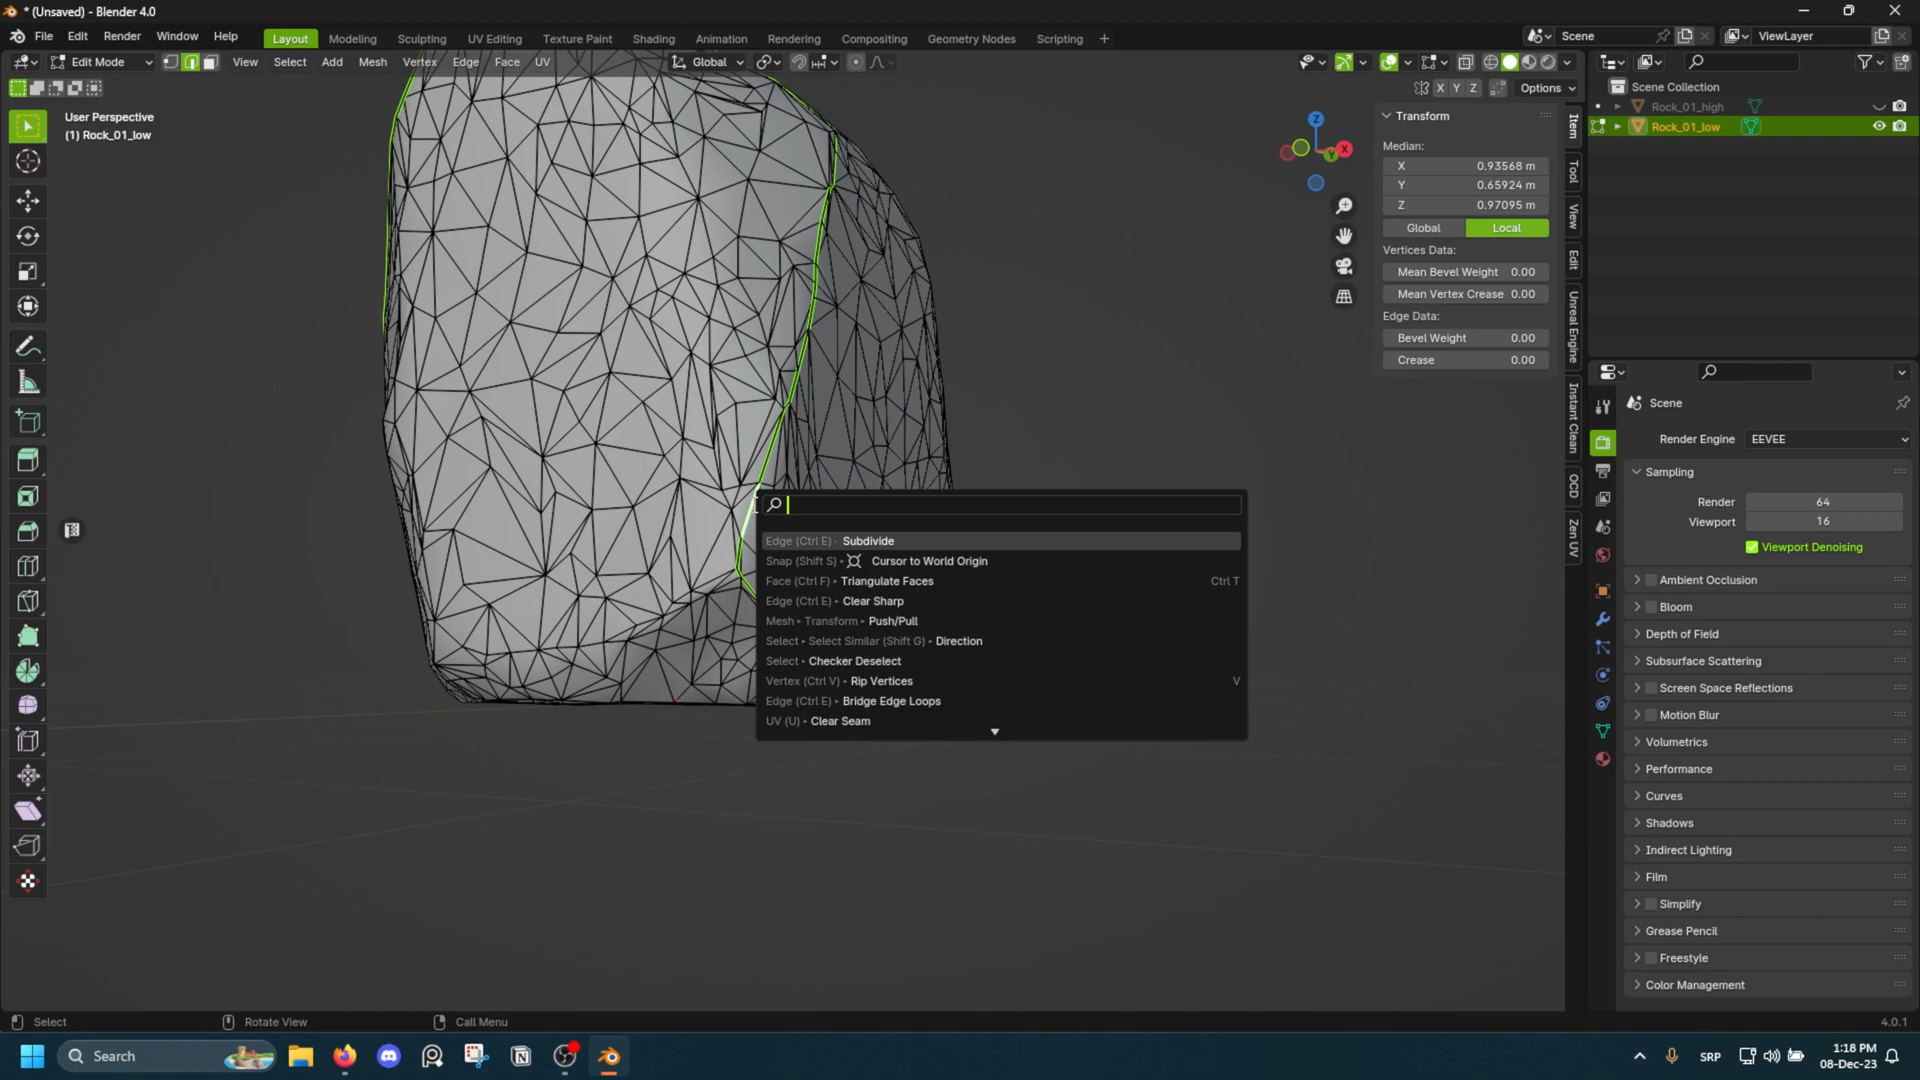 * (Unsaved) - Blender 4.0
File Edit Render Window Help
Layout Modeling Sculpting UV Editing Texture Paint Shading Animation Rendering Compositing Geometry Nodes Scripting +
Scene ViewLayer
Edit Mode View Select Add Mesh Vertex Edge Face UV
Global
X Y Z Options
User Perspective
(1) Rock_01_low
Z
X
Y
Transform
Median:
X 0.93568 m
Y 0.65924 m
Z 0.97095 m
Global Local
Vertices Data:
Mean Bevel Weight 0.00
Mean Vertex Crease 0.00
Edge Data:
Bevel Weight 0.00
Crease 0.00
Item
Tool
View
Edit
Unreal Engine
Instant Clean
OCD
Zen UV
Scene Collection
Rock_01_high
Rock_01_low
Edge (Ctrl E) Subdivide
Snap (Shift S) Cursor to World Origin
Face (Ctrl F) Triangulate Faces Ctrl T
Edge (Ctrl E) Clear Sharp
Mesh Transform Push/Pull
Select Select Similar (Shift G) Direction
Select Checker Deselect
Vertex (Ctrl V) Rip Vertices V
Edge (Ctrl E) Bridge Edge Loops
UV (U) Clear Seam
Scene
Render Engine EEVEE
Sampling
Render 64
Viewport 16
Viewport Denoising
Ambient Occlusion
Bloom
Depth of Field
Subsurface Scattering
Screen Space Reflections
Motion Blur
Volumetrics
Performance
Curves
Shadows
Indirect Lighting
Film
Simplify
Grease Pencil
Freestyle
Color Management
Select Rotate View Call Menu 4.0.1
Search
SRP
1:18 PM
08-Dec-23